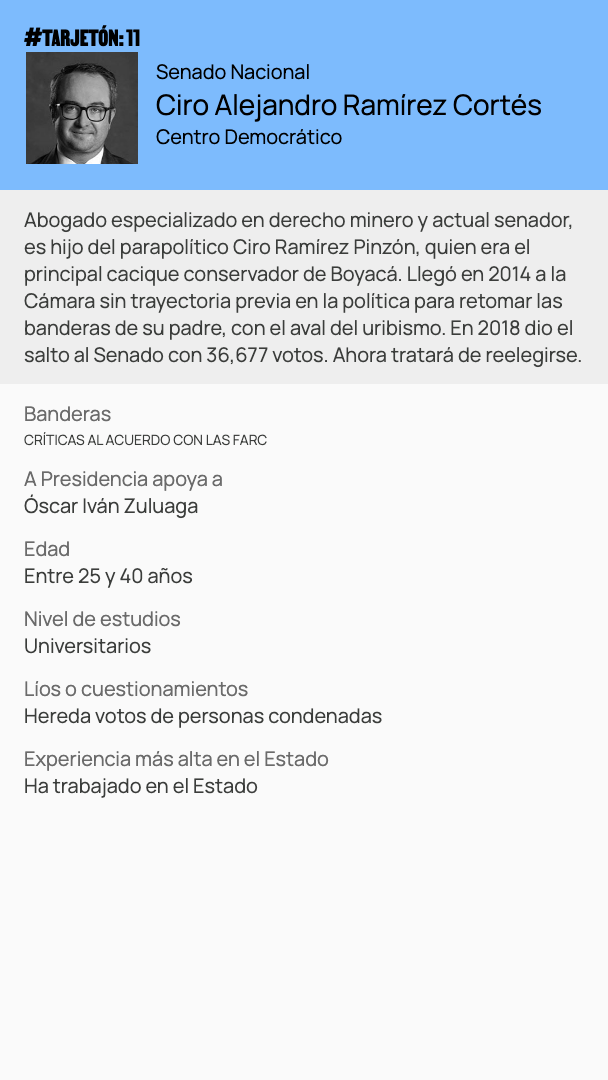 #TARJETÓN: 11
Senado Nacional
Ciro Alejandro Ramírez Cortés
Centro Democrático
Abogado especializado en derecho minero y actual senador,
es hijo del parapolítico Ciro Ramírez Pinzón, quien era el
principal cacique conservador de Boyacá. Llegó en 2014 a la
Cámara sin trayectoria previa en la política para retomar las
banderas de su padre, con el aval del uribismo. En 2018 dio el
salto al Senado con 36,677 votos. Ahora tratará de reelegirse.
Banderas
CRÍTICAS AL ACUERDO CON LAS FARC
A Presidencia apoya a
Óscar Iván Zuluaga
Edad
Entre 25 y 40 años
Nivel de estudios
Universitarios
Líos o cuestionamientos
Hereda votos de personas condenadas
Experiencia más alta en el Estado
Ha trabajado en el Estado